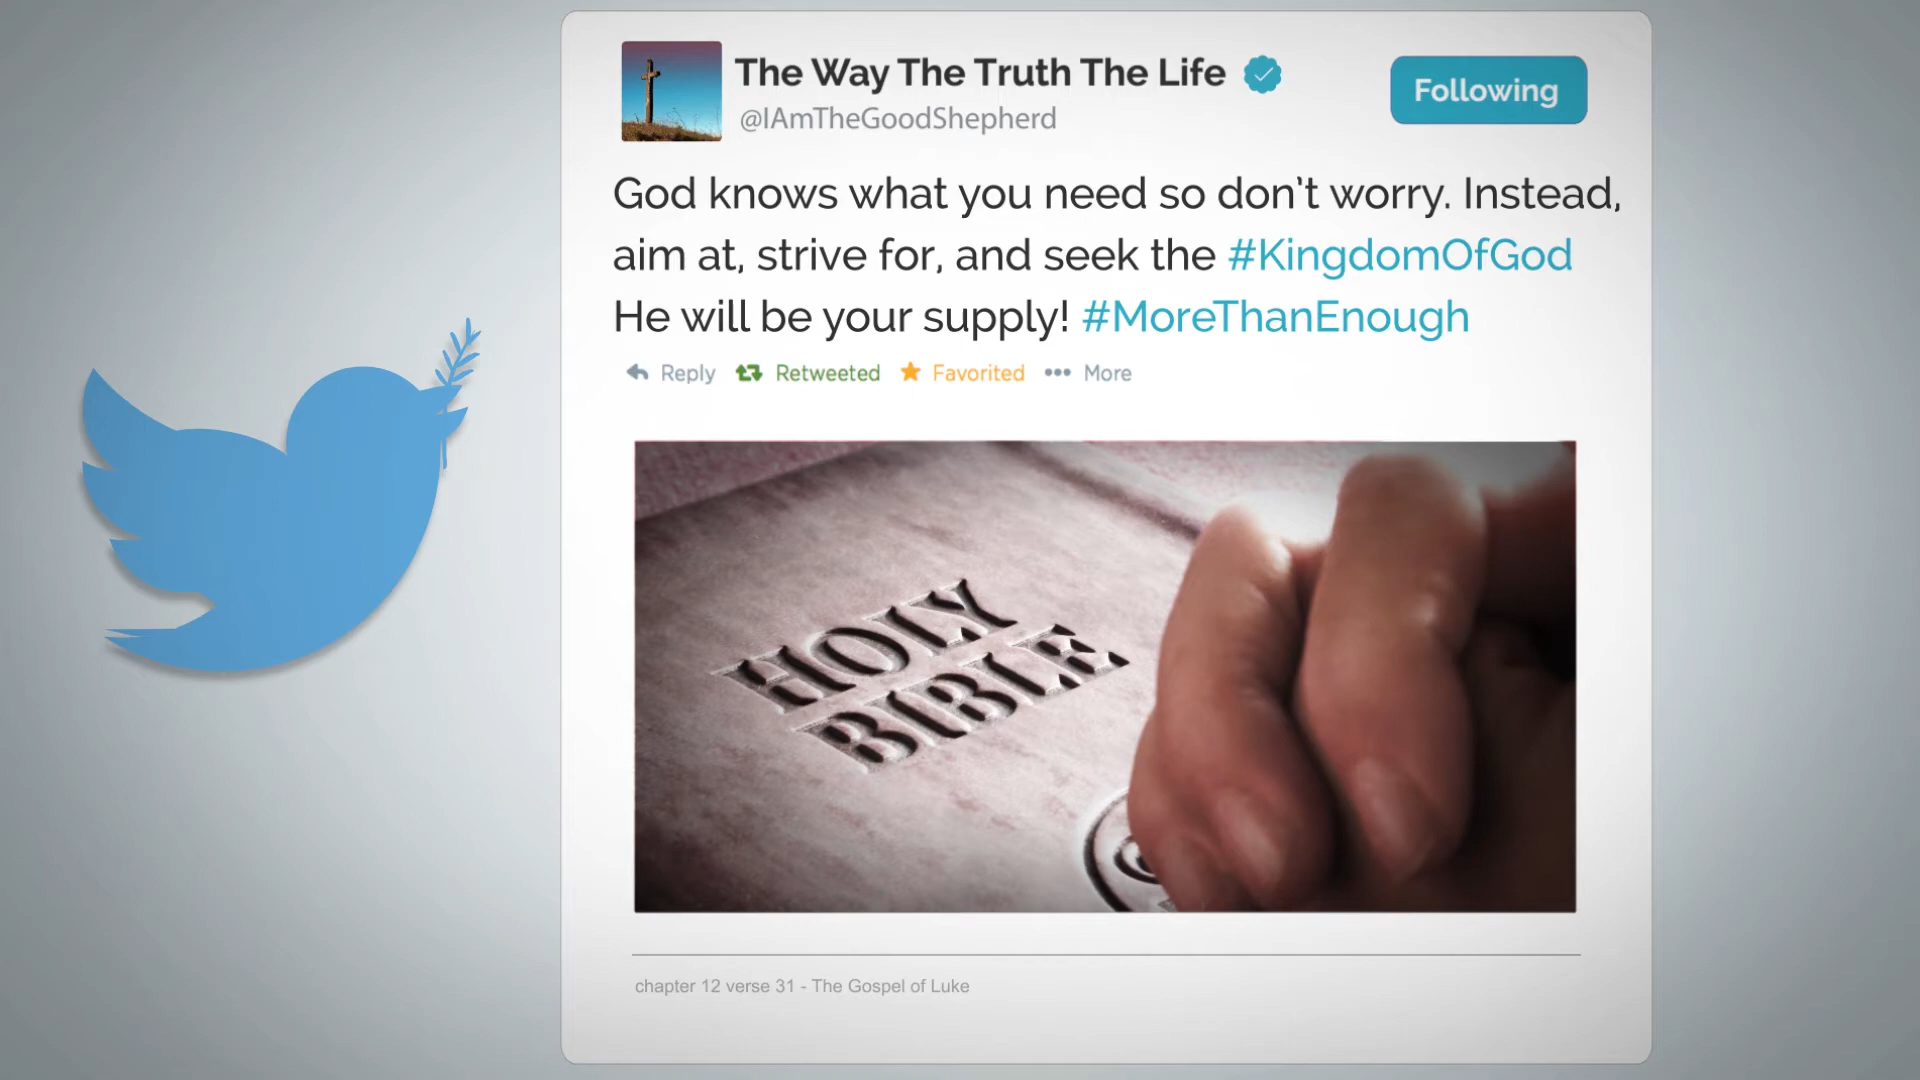 The Way The Truth The Life
Following
@IAmTheGoodShepherd
God knows what you need so don't worry. Instead,
aim at, strive for, and seek the #KingdomOfGod
He will be your supply! #MoreThanEnough
Reply Retweeted Favorited More
HOLY
BIBLE
chapter 12 verse 31 - The Gospel of Luke